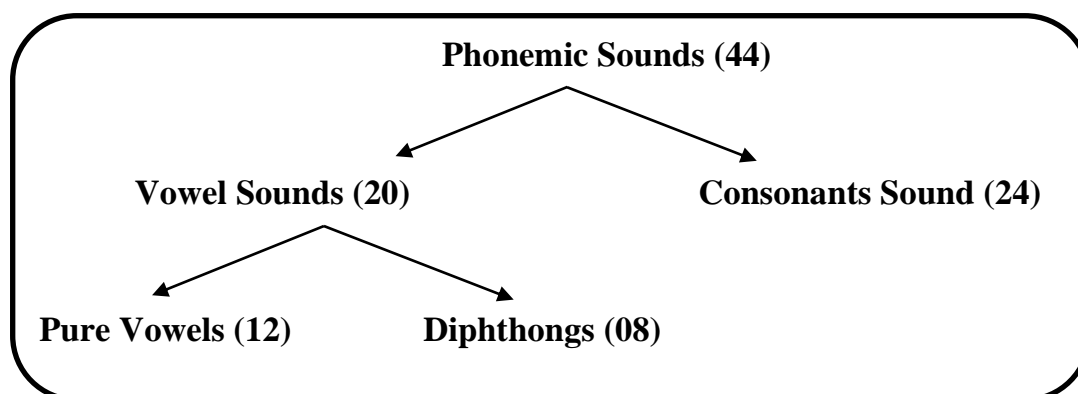 Phonemic Sounds (44)
Vowel Sounds (20) Consonants Sound (24)
Pure Vowels (12) Diphthongs (08)